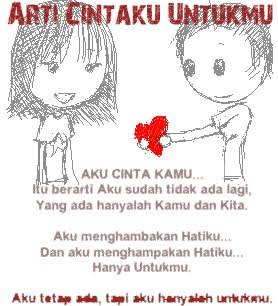 ARTI CINTAKU UNTUKMU
AKU CINTA KAMU...
Itu berarti Aku sudah tidak ada lagi,
Yang ada hanyalah Kamu dan Kita.
Aku menghambakan Hatiku...
Dan aku menghampakan Hatiku...
Hanya Untukmu.
Aku tetap ada, tapi aku hanyalah untukmu.